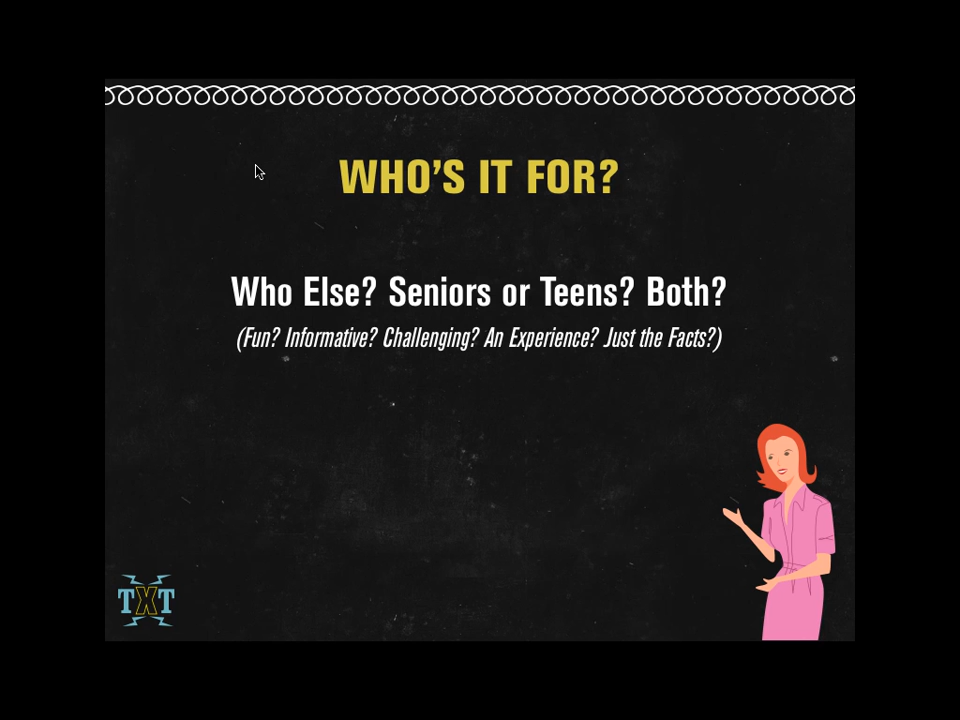 WHO'S IT FOR?
Who Else? Seniors or Teens? Both?
(Fun? Informative? Challenging? An Experience? Just the Facts?)
TXT